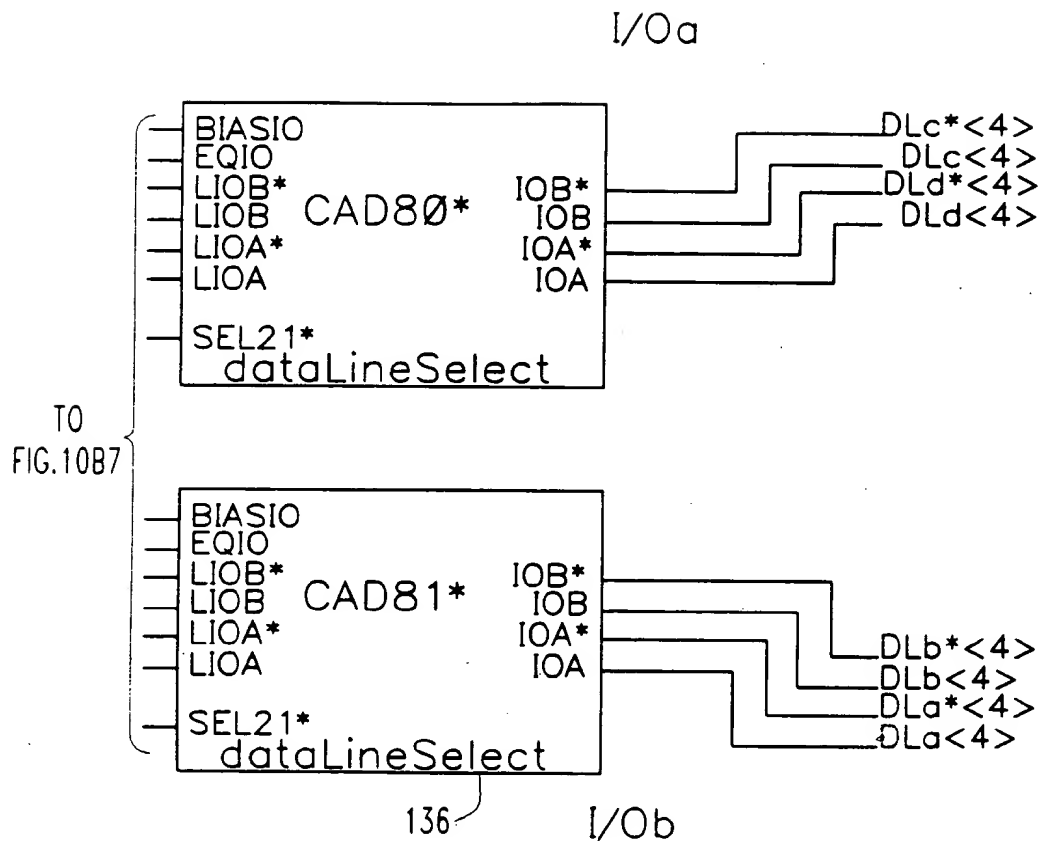 I/Oa
BIASIO
EQIO
LIOB*
LIOB
LIOA*
LIOA
SEL21*
CAD80*
dataLineSelect
IOB*
IOB
IOA*
IOA
DLc*<4>
DLc<4>
DLd*<4>
DLd<4>
TO
FIG.10B7
BIASIO
EQIO
LIOB*
LIOB
LIOA*
LIOA
SEL21*
CAD81*
dataLineSelect
IOB*
IOB
IOA*
IOA
DLb*<4>
DLb<4>
DLa*<4>
DLa<4>
136
I/Ob